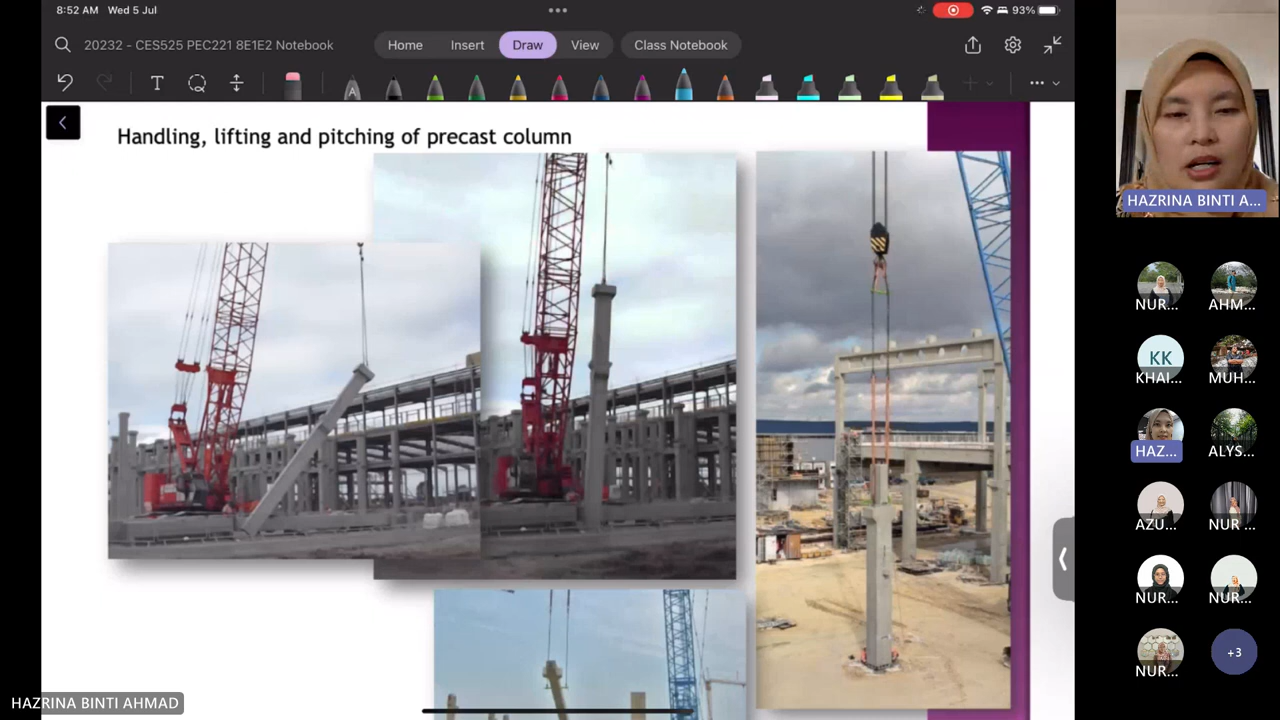 8:52 AM Wed 5 Jul
93%
20232 - CES525 PEC221 8E1E2 Notebook
Home
Insert
Draw
View
Class Notebook
T
A
Handling, lifting and pitching of precast column
HAZRINA BINTI A...
NUR...
AHM...
KK
KHAI...
MUH...
HAZ...
ALYS...
AZU...
NUR ...
NUR...
NUR...
NUR...
+3
HAZRINA BINTI AHMAD